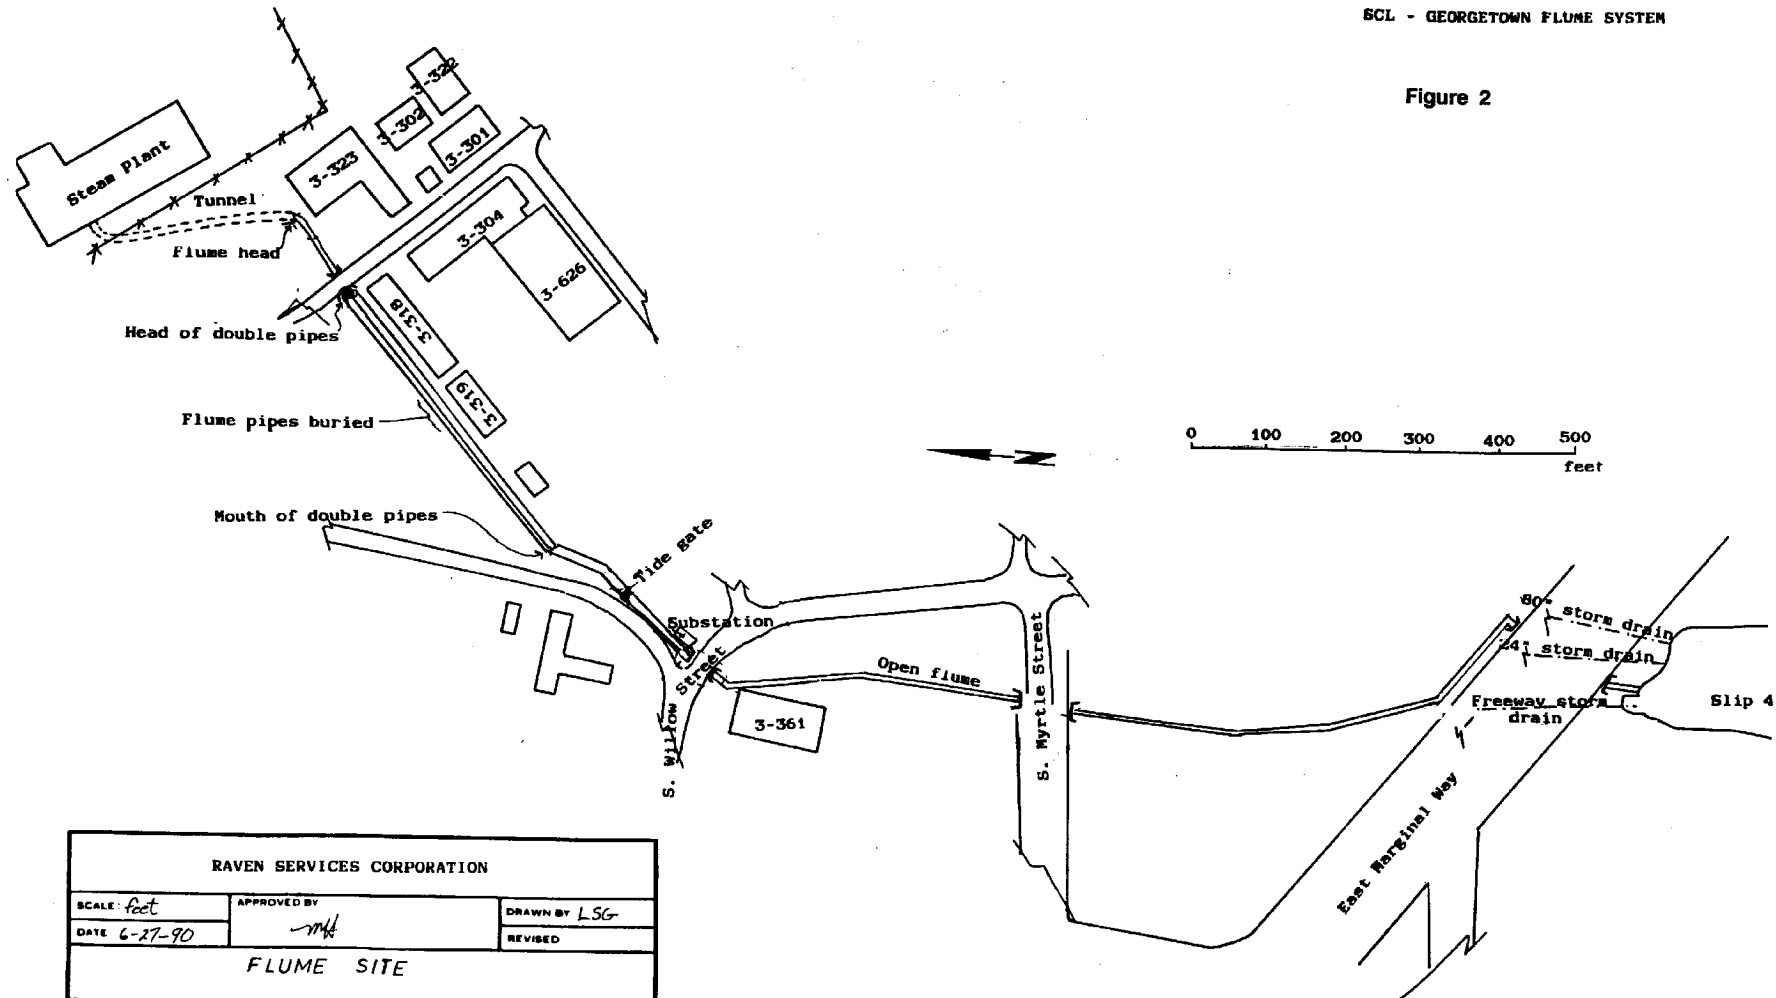 SCL - GEORGETOWN FLUME SYSTEM
Figure 2
3-322
3-302
3-301
3-323
Steam Plant
Tunnel
Flume head
3-304
3-626
3-318
Head of double pipes
3-319
Flume pipes buried
0 100 200 300 400 500
feet
N
Mouth of double pipes
Tide gate
Substation
S. Willow Street
Open flume
3-361
S. Myrtle Street
80" storm drain
24" storm drain
Freeway storm
drain
Slip 4
East Marginal Way
RAVEN SERVICES CORPORATION
SCALE: feet
APPROVED BY
DRAWN BY LSG
DATE 6-27-90
REVISED
FLUME SITE